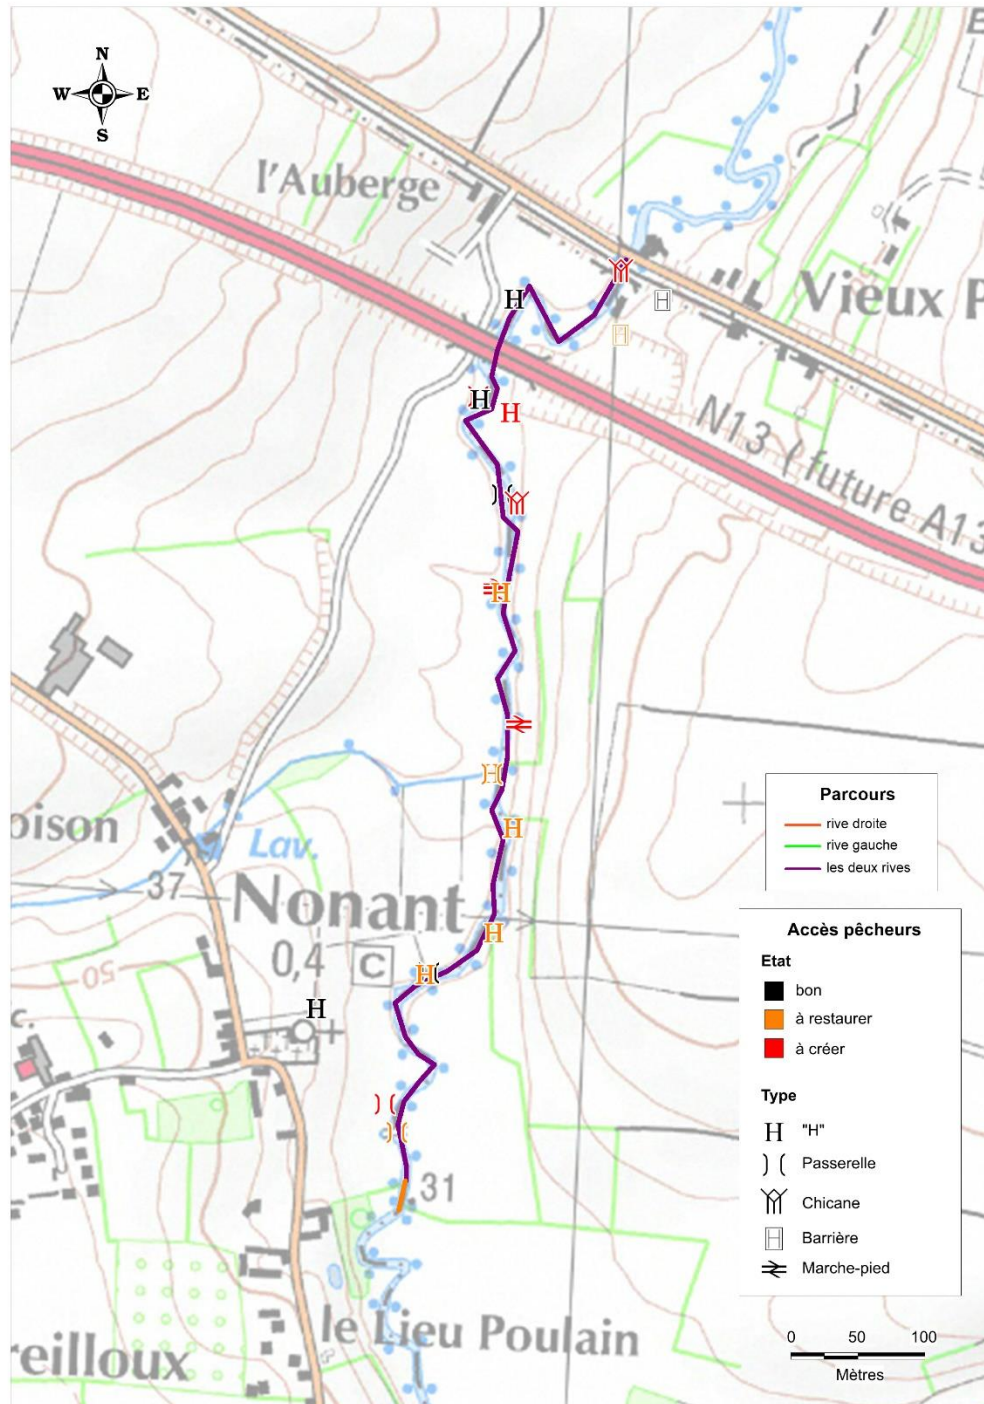 N
W E
S
l'Auberge
Vieux P
N13 (future A13
oison
Lav.
37
Nonant
0,4
C
50
c.
31
le Lieu Poulain
reilloux
Parcours
rive droite
rive gauche
les deux rives
Accès pêcheurs
Etat
bon
à restaurer
à créer
Type
H "H"
Passerelle
Chicane
H Barrière
Marche-pied
0 50 100
Mètres
H
H
H
H
H
H
H
H
H
H
H